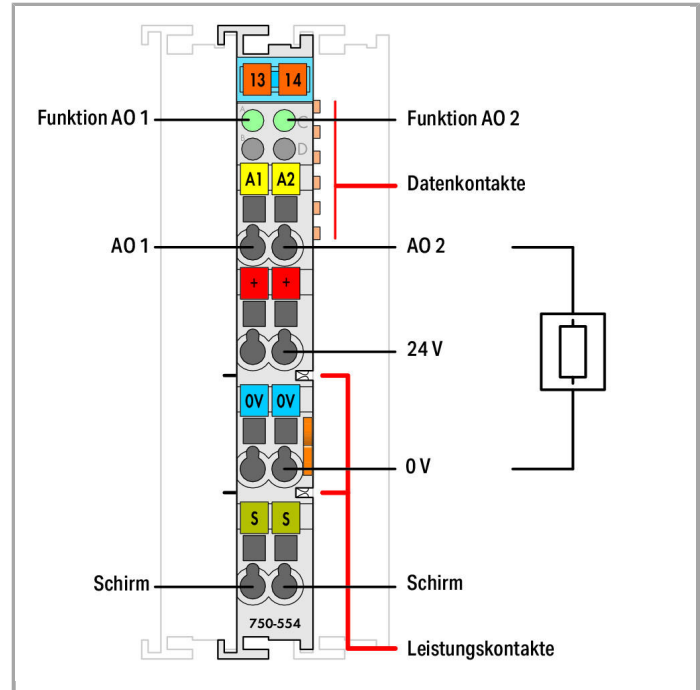 13 14
Funktion AO 1
A
C
Funktion AO 2
B
D
A1 A2
Datenkontakte
AO 1
AO 2
+ +
24 V
0V 0V
0 V
S S
Schirm
Schirm
750-554
Leistungskontakte